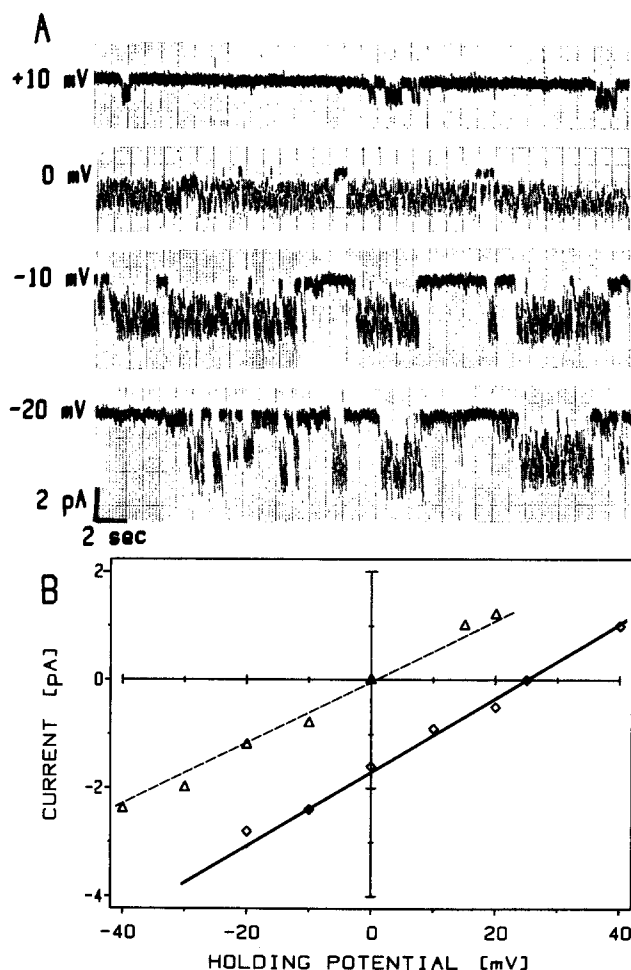 A
+10 mV
0 mV
-10 mV
-20 mV
2 pA
2 sec
B
2
0
-2
-4
CURRENT [pA]
-40
-20
0
20
40
HOLDING POTENTIAL [mV]